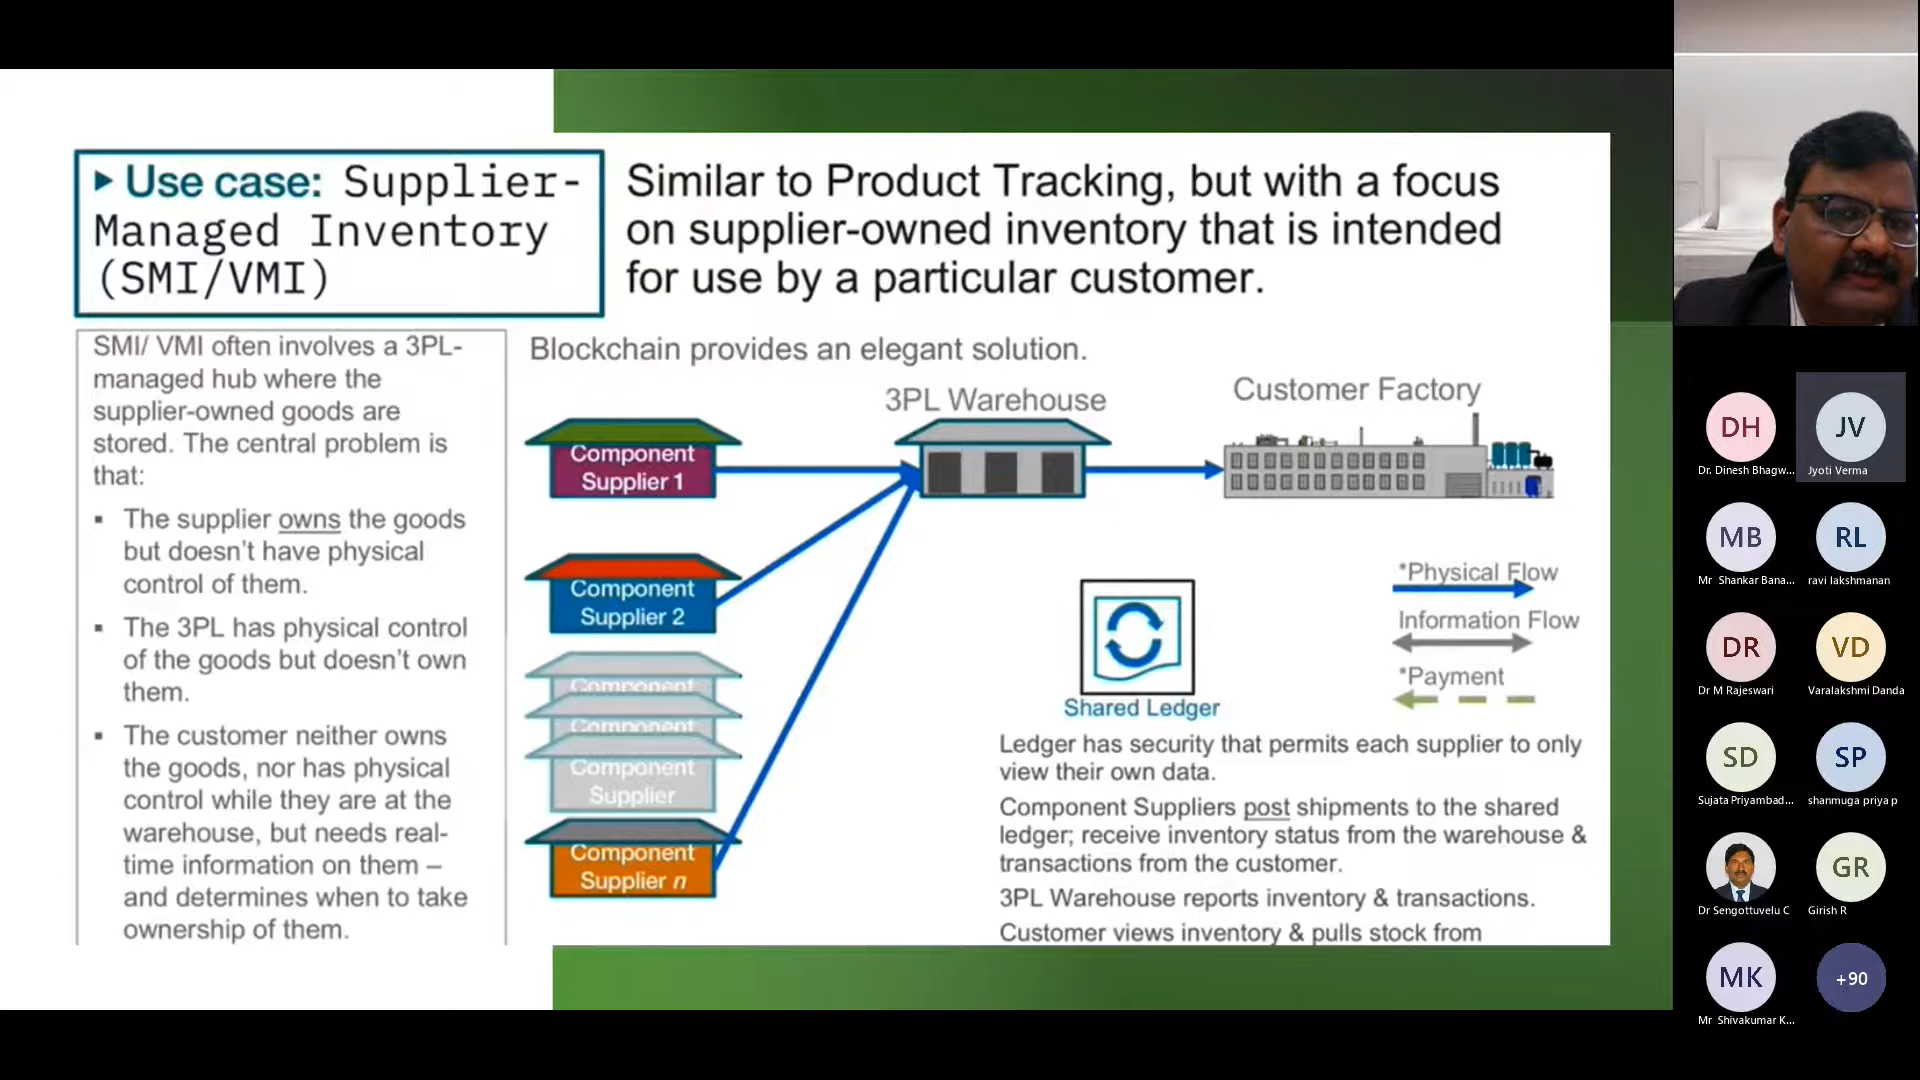 ▸ Use case: Supplier-
Managed Inventory
(SMI/VMI)
Similar to Product Tracking, but with a focus
on supplier-owned inventory that is intended
for use by a particular customer.
SMI/ VMI often involves a 3PL-
managed hub where the
supplier-owned goods are
stored. The central problem is
that:
▪ The supplier owns the goods
but doesn't have physical
control of them.
▪ The 3PL has physical control
of the goods but doesn't own
them.
▪ The customer neither owns
the goods, nor has physical
control while they are at the
warehouse, but needs real-
time information on them –
and determines when to take
ownership of them.
Blockchain provides an elegant solution.
3PL Warehouse
Customer Factory
Component
Supplier 1
Component
Supplier 2
Component
Component
Component
Supplier
Component
Supplier n
*Physical Flow
Information Flow
*Payment
Shared Ledger
Ledger has security that permits each supplier to only
view their own data.
Component Suppliers post shipments to the shared
ledger; receive inventory status from the warehouse &
transactions from the customer.
3PL Warehouse reports inventory & transactions.
Customer views inventory & pulls stock from
DH
Dr. Dinesh Bhagw...
JV
Jyoti Verma
MB
Mr Shankar Bana...
RL
ravi lakshmanan
DR
Dr M Rajeswari
VD
Varalakshmi Danda
SD
Sujata Priyambad...
SP
shanmuga priya p
Dr Sengottuvelu C
GR
Girish R
MK
Mr Shivakumar K...
+90